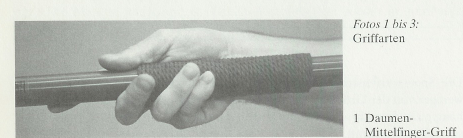 Fotos 1 bis 3:
Griffarten
1 Daumen-
Mittelfinger-Griff